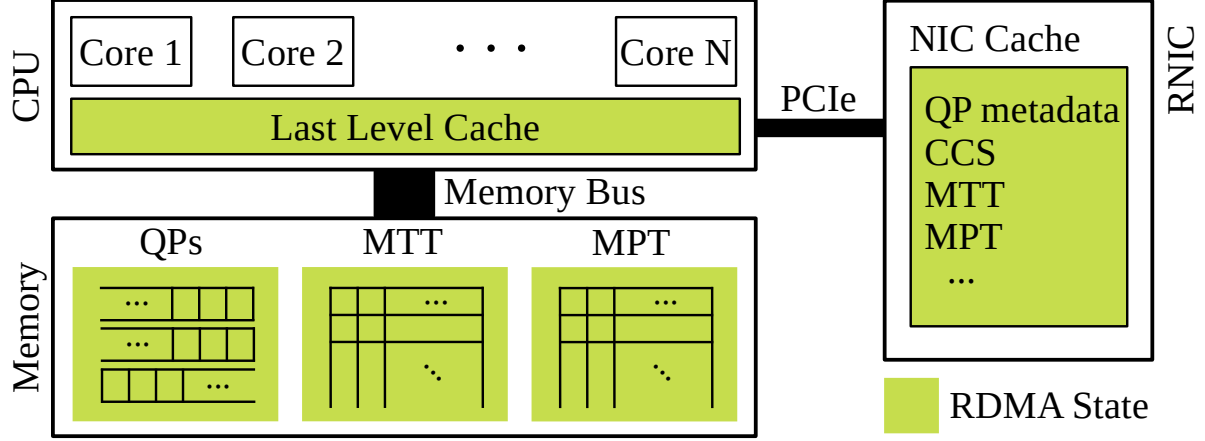 CPU
Core 1
Core 2
. . .
Core N
Last Level Cache
PCIe
RNIC
NIC Cache
QP metadata
CCS
MTT
MPT
...
Memory Bus
Memory
QPs
MTT
MPT
...
...
...
...
...
...
...
RDMA State